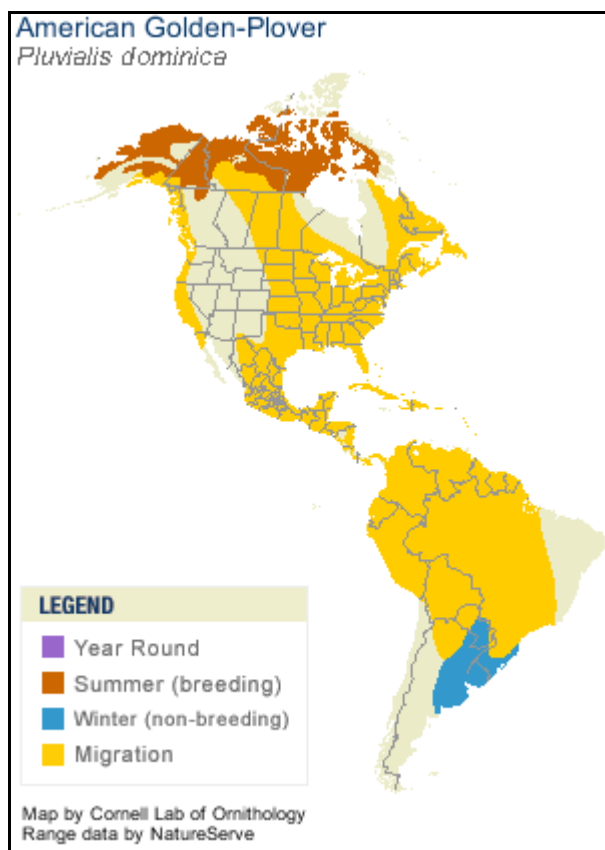 American Golden-Plover
Pluvialis dominica
LEGEND
Year Round
Summer (breeding)
Winter (non-breeding)
Migration
Map by Cornell Lab of Ornithology
Range data by NatureServe